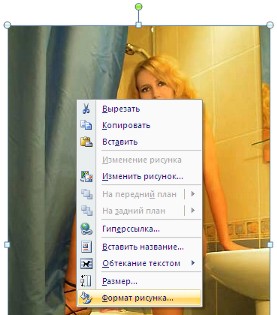 Вырезать
Копировать
Вставить
Изменение рисунка
Изменить рисунок...
На передний план
На задний план
Гиперссылка...
Вставить название...
Обтекание текстом
Размер...
Формат рисунка...